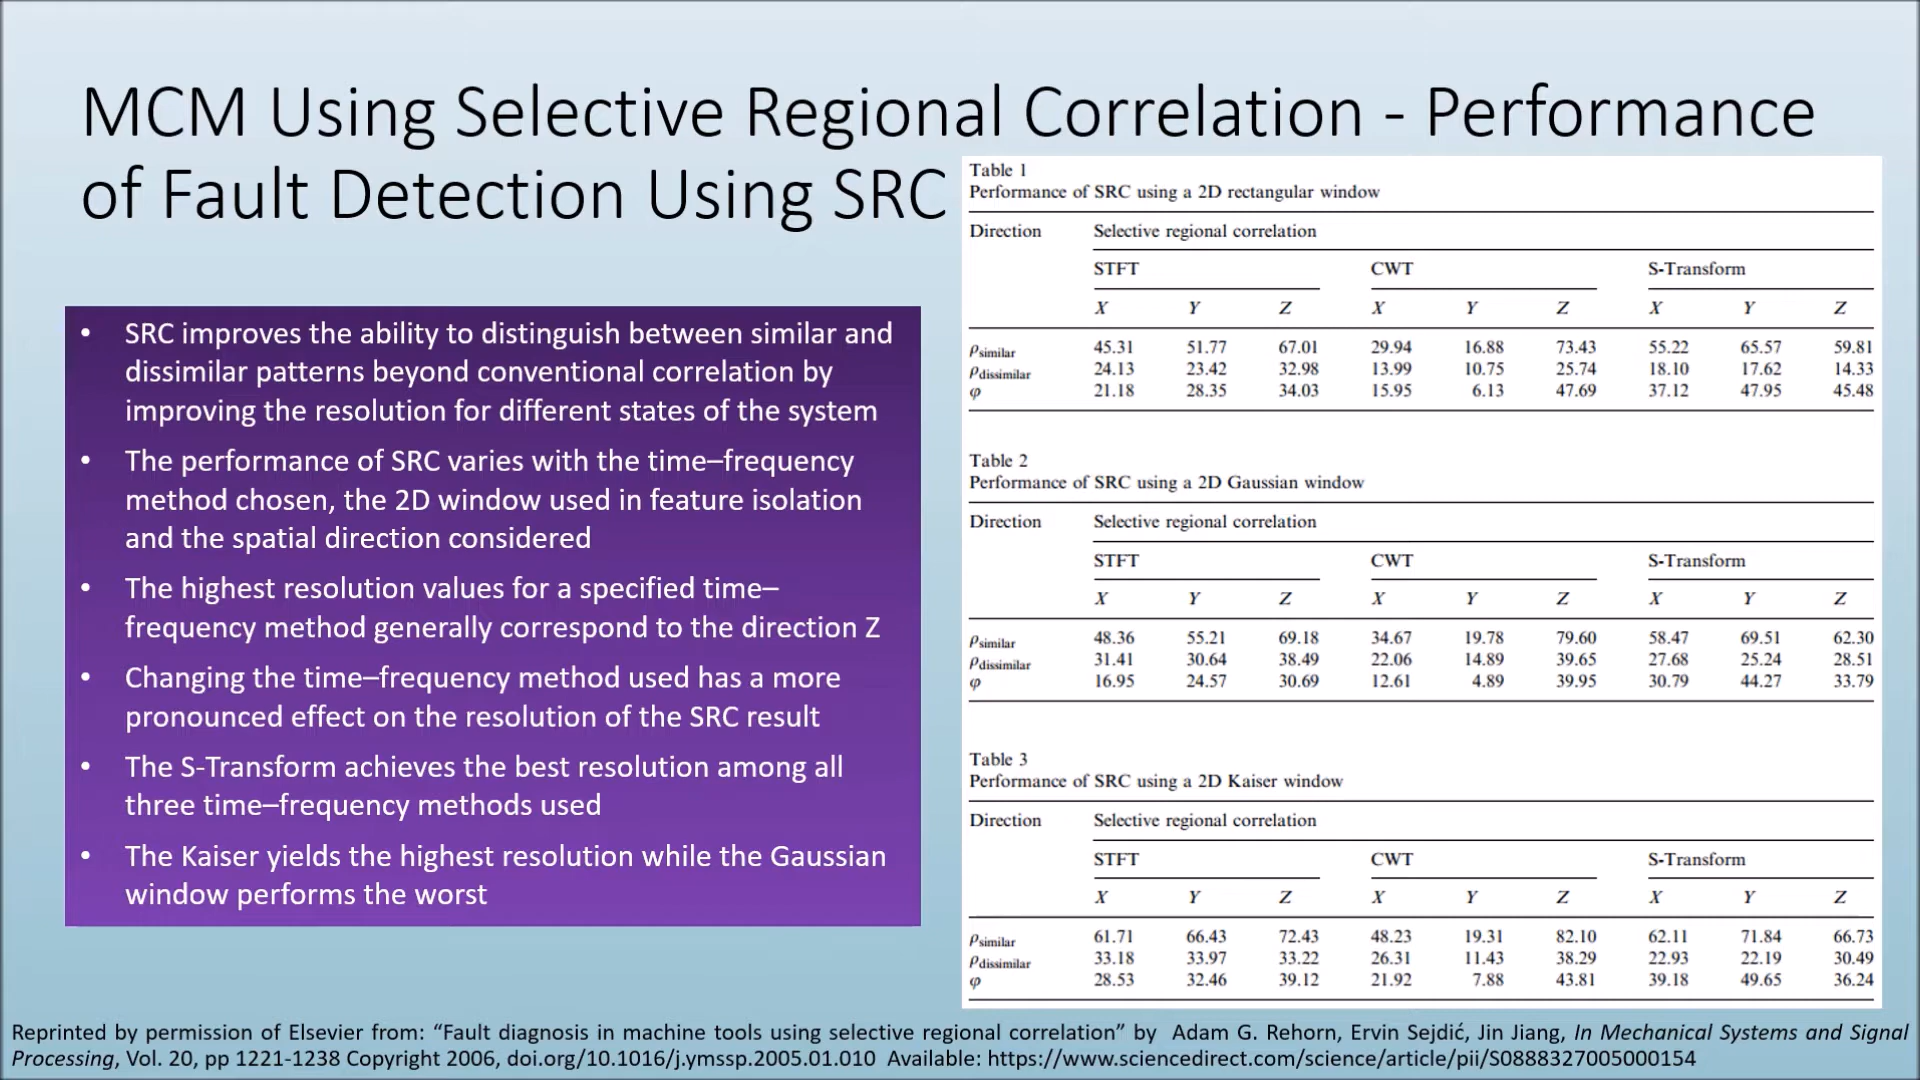 MCM Using Selective Regional Correlation - Performance
of Fault Detection Using SRC
• SRC improves the ability to distinguish between similar and
dissimilar patterns beyond conventional correlation by
improving the resolution for different states of the system
• The performance of SRC varies with the time–frequency
method chosen, the 2D window used in feature isolation
and the spatial direction considered
• The highest resolution values for a specified time–
frequency method generally correspond to the direction Z
• Changing the time–frequency method used has a more
pronounced effect on the resolution of the SRC result
• The S-Transform achieves the best resolution among all
three time–frequency methods used
• The Kaiser yields the highest resolution while the Gaussian
window performs the worst
Table 1
Performance of SRC using a 2D rectangular window
Direction Selective regional correlation
STFT CWT S-Transform
X Y Z X Y Z X Y Z
ρsimilar 45.31 51.77 67.01 29.94 16.88 73.43 55.22 65.57 59.81
ρdissimilar 24.13 23.42 32.98 13.99 10.75 25.74 18.10 17.62 14.33
φ 21.18 28.35 34.03 15.95 6.13 47.69 37.12 47.95 45.48
Table 2
Performance of SRC using a 2D Gaussian window
Direction Selective regional correlation
STFT CWT S-Transform
X Y Z X Y Z X Y Z
ρsimilar 48.36 55.21 69.18 34.67 19.78 79.60 58.47 69.51 62.30
ρdissimilar 31.41 30.64 38.49 22.06 14.89 39.65 27.68 25.24 28.51
φ 16.95 24.57 30.69 12.61 4.89 39.95 30.79 44.27 33.79
Table 3
Performance of SRC using a 2D Kaiser window
Direction Selective regional correlation
STFT CWT S-Transform
X Y Z X Y Z X Y Z
ρsimilar 61.71 66.43 72.43 48.23 19.31 82.10 62.11 71.84 66.73
ρdissimilar 33.18 33.97 33.22 26.31 11.43 38.29 22.93 22.19 30.49
φ 28.53 32.46 39.12 21.92 7.88 43.81 39.18 49.65 36.24
Reprinted by permission of Elsevier from: “Fault diagnosis in machine tools using selective regional correlation” by Adam G. Rehorn, Ervin Sejdić, Jin Jiang, In Mechanical Systems and Signal
Processing, Vol. 20, pp 1221-1238 Copyright 2006, doi.org/10.1016/j.ymssp.2005.01.010 Available: https://www.sciencedirect.com/science/article/pii/S0888327005000154